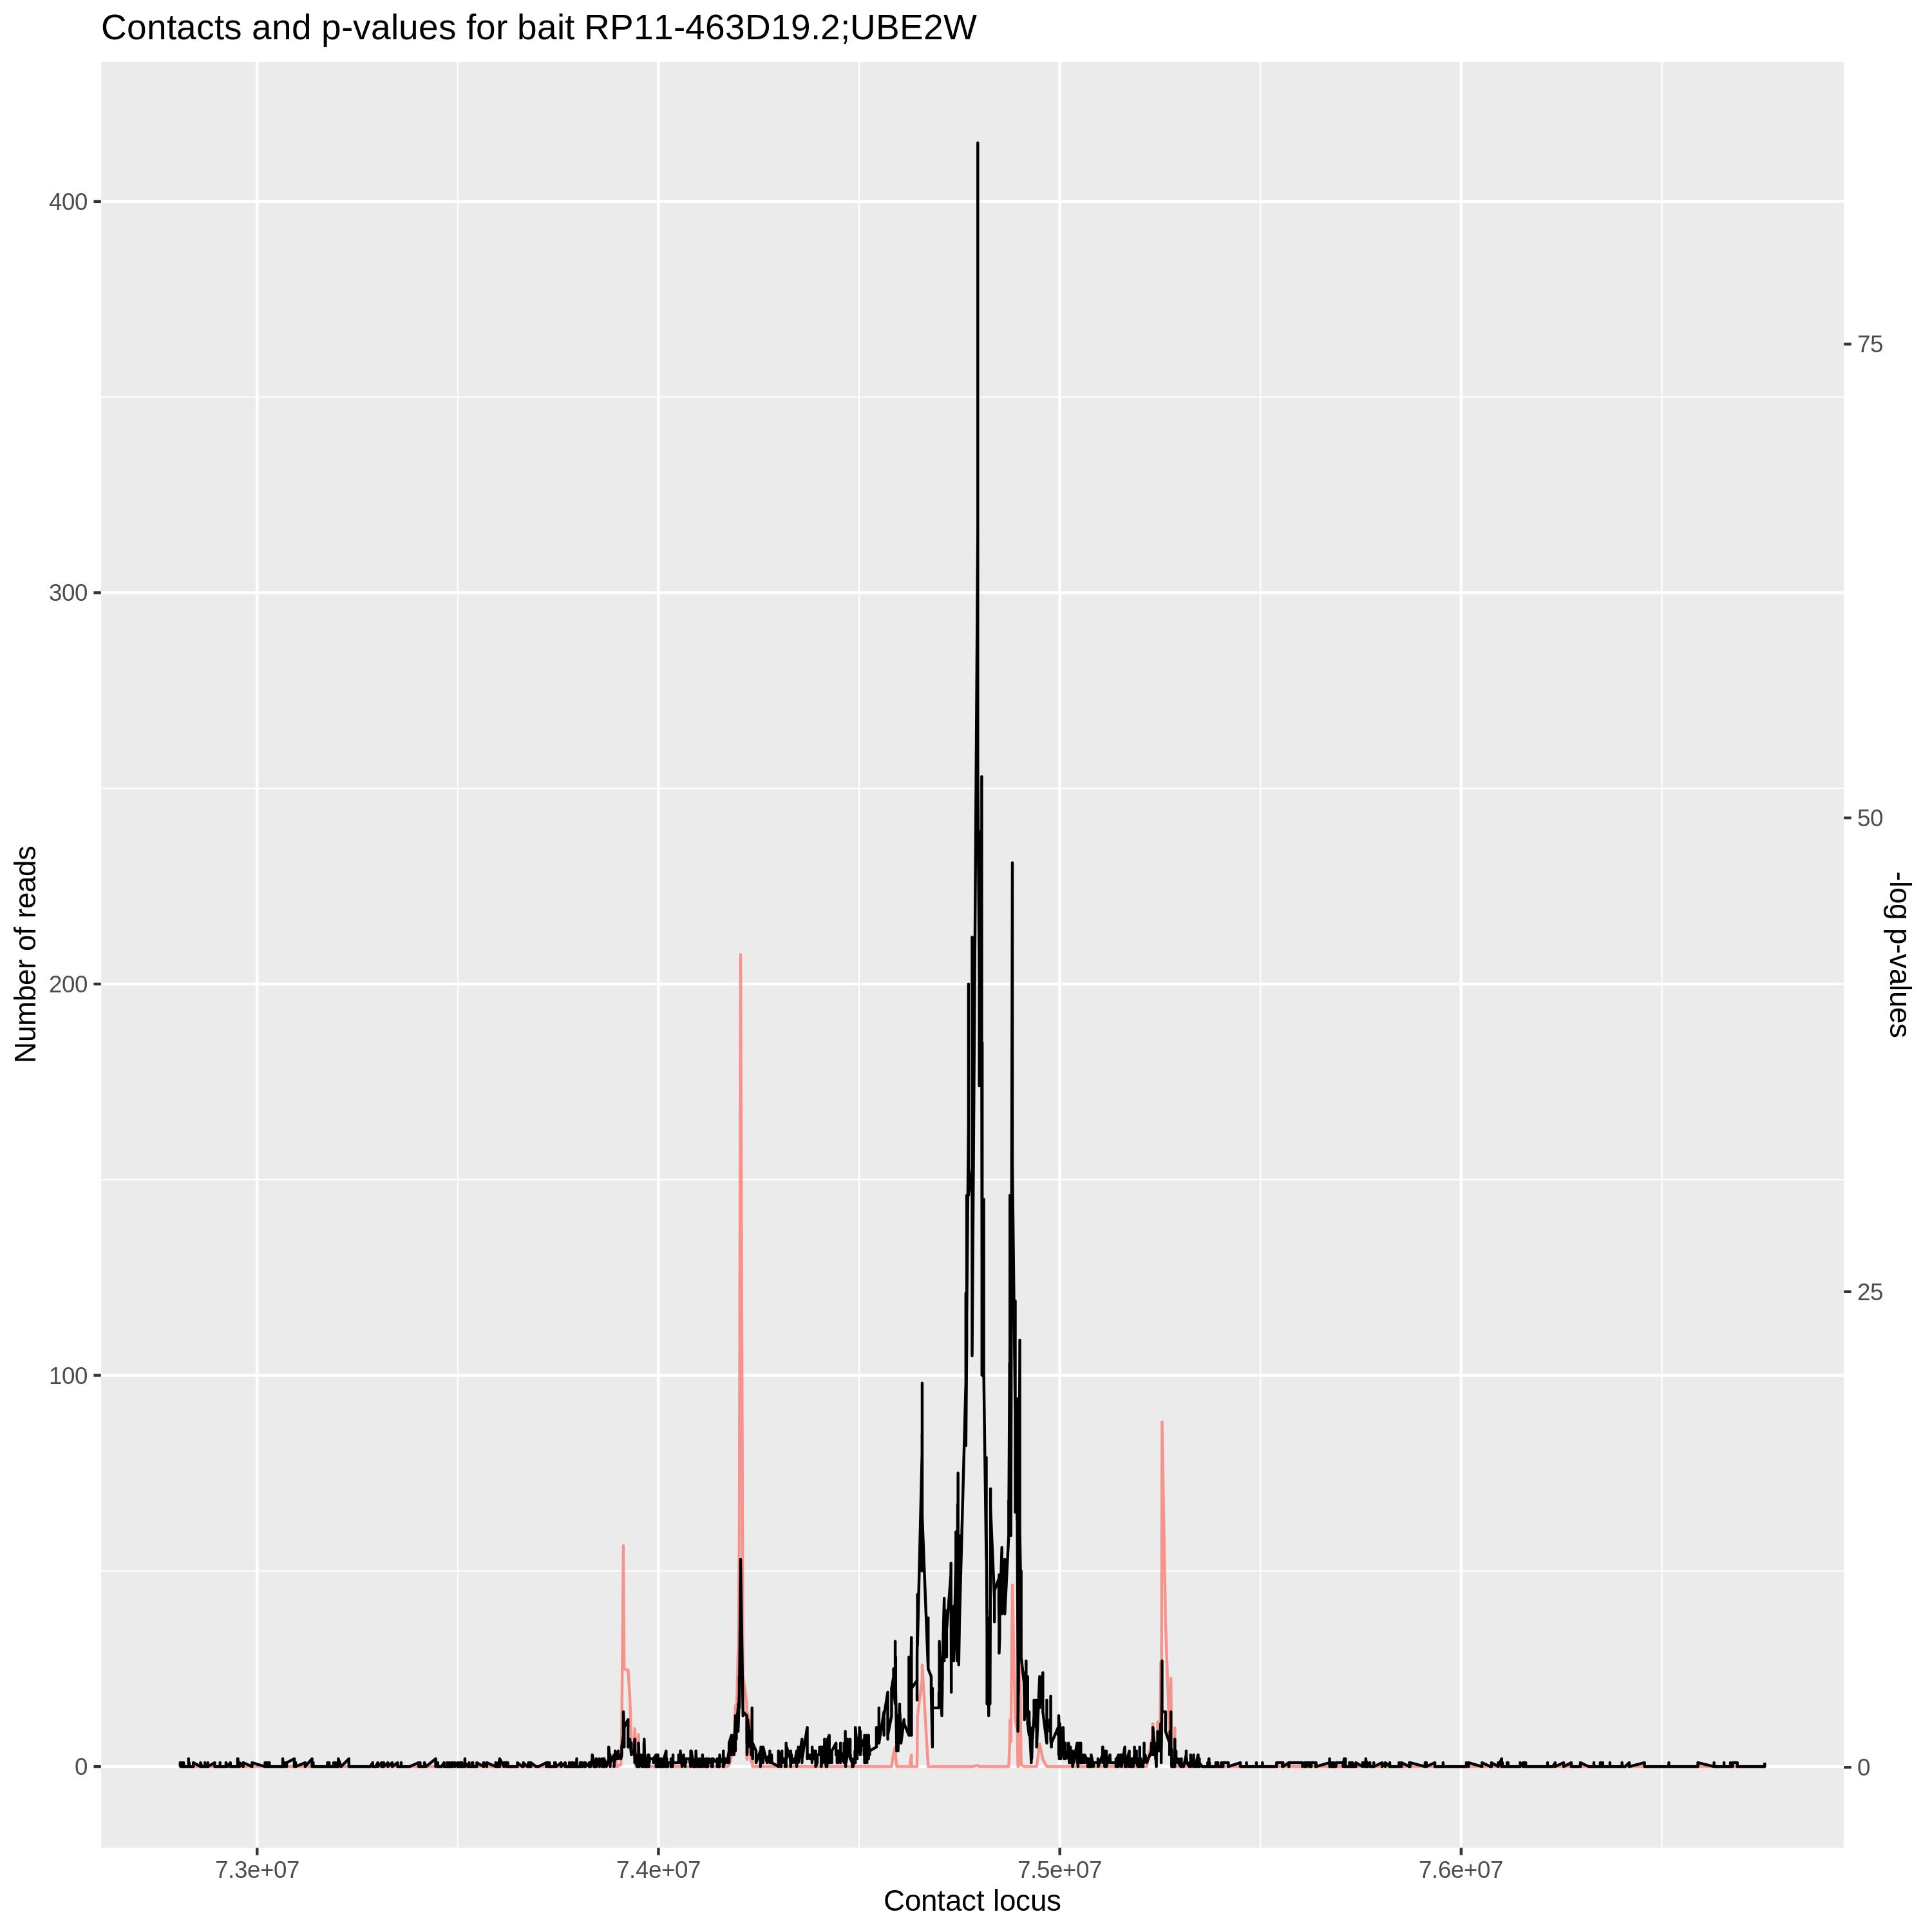 Contacts and p-values for bait RP11-463D19.2;UBE2W
400
300
200
100
0
Number of reads
75
50
25
0
-log p-values
7.3e+07
7.4e+07
7.5e+07
7.6e+07
Contact locus